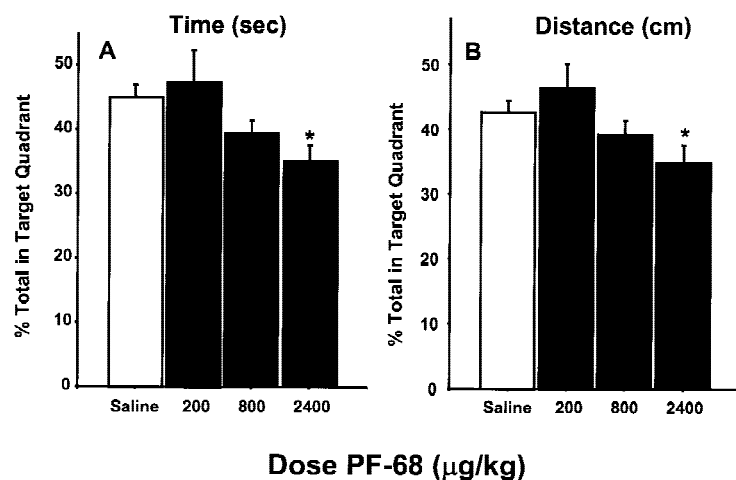 Time (sec)
A
% Total in Target Quadrant
50
40
30
20
10
0
*
Saline 200 800 2400
Distance (cm)
B
% Total in Target Quadrant
50
40
30
20
10
0
*
Saline 200 800 2400
Dose PF-68 (μg/kg)